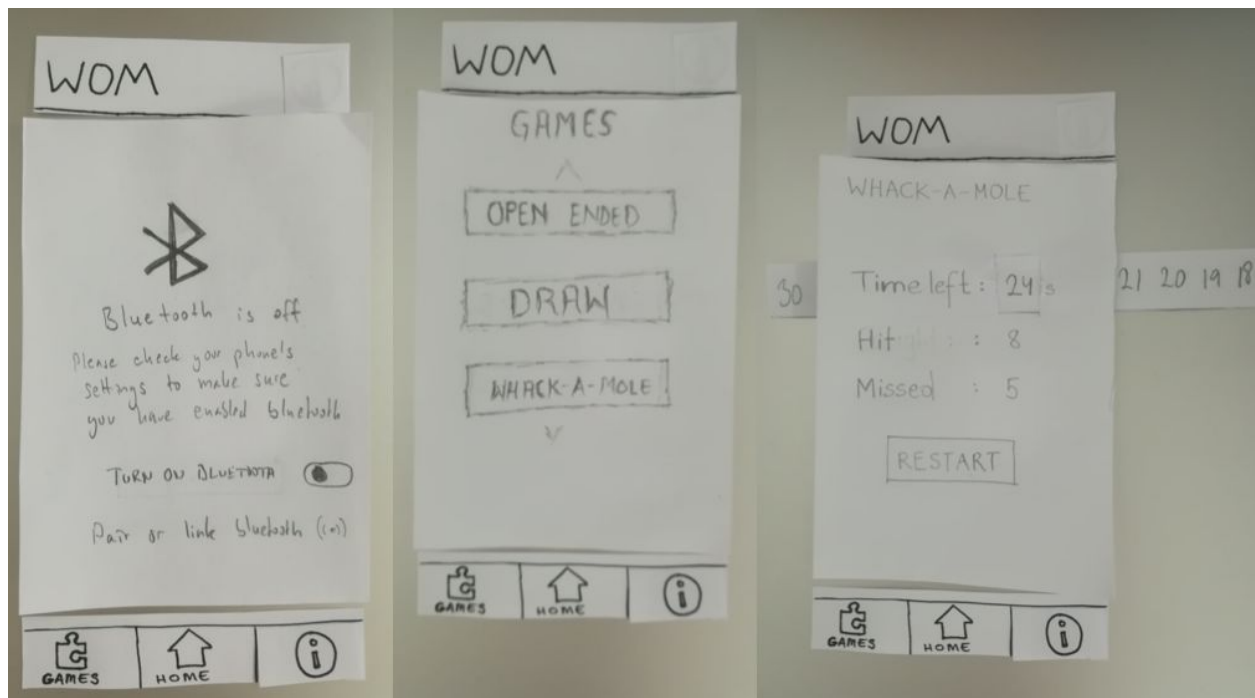 WOM
Bluetooth is off
Please check your phone's
settings to make sure
you have enabled bluetooth
TURN ON BLUETOOTH
Pair or link bluetooth
GAMES
HOME
i
WOM
GAMES
OPEN ENDED
DRAW
WHACK-A-MOLE
GAMES
HOME
i
WOM
WHACK-A-MOLE
30 Time left : 24 s 21 20 19 18
Hit : 8
Missed : 5
RESTART
GAMES
HOME
i